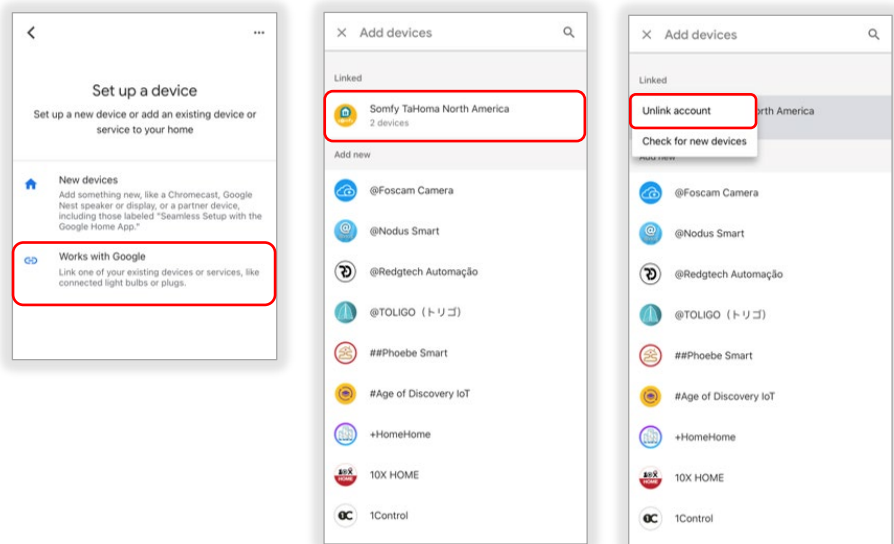 Set up a device
Set up a new device or add an existing device or
service to your home
New devices
Add something new, like a Chromecast, Google
Nest speaker or display, or a partner device,
including those labeled "Seamless Setup with the
Google Home App."
Works with Google
Link one of your existing devices or services, like
connected light bulbs or plugs.
Add devices
Linked
Somfy TaHoma North America
2 devices
Add new
@Foscam Camera
@Nodus Smart
@Redgtech Automação
@TOLIGO（トリゴ）
##Phoebe Smart
#Age of Discovery IoT
+HomeHome
HOME
10X HOME
1C
1Control
Add devices
Linked
Unlink account
orth America
Check for new devices
Add new
@Foscam Camera
@Nodus Smart
@Redgtech Automação
@TOLIGO（トリゴ）
##Phoebe Smart
#Age of Discovery IoT
+HomeHome
HOME
10X HOME
1C
1Control